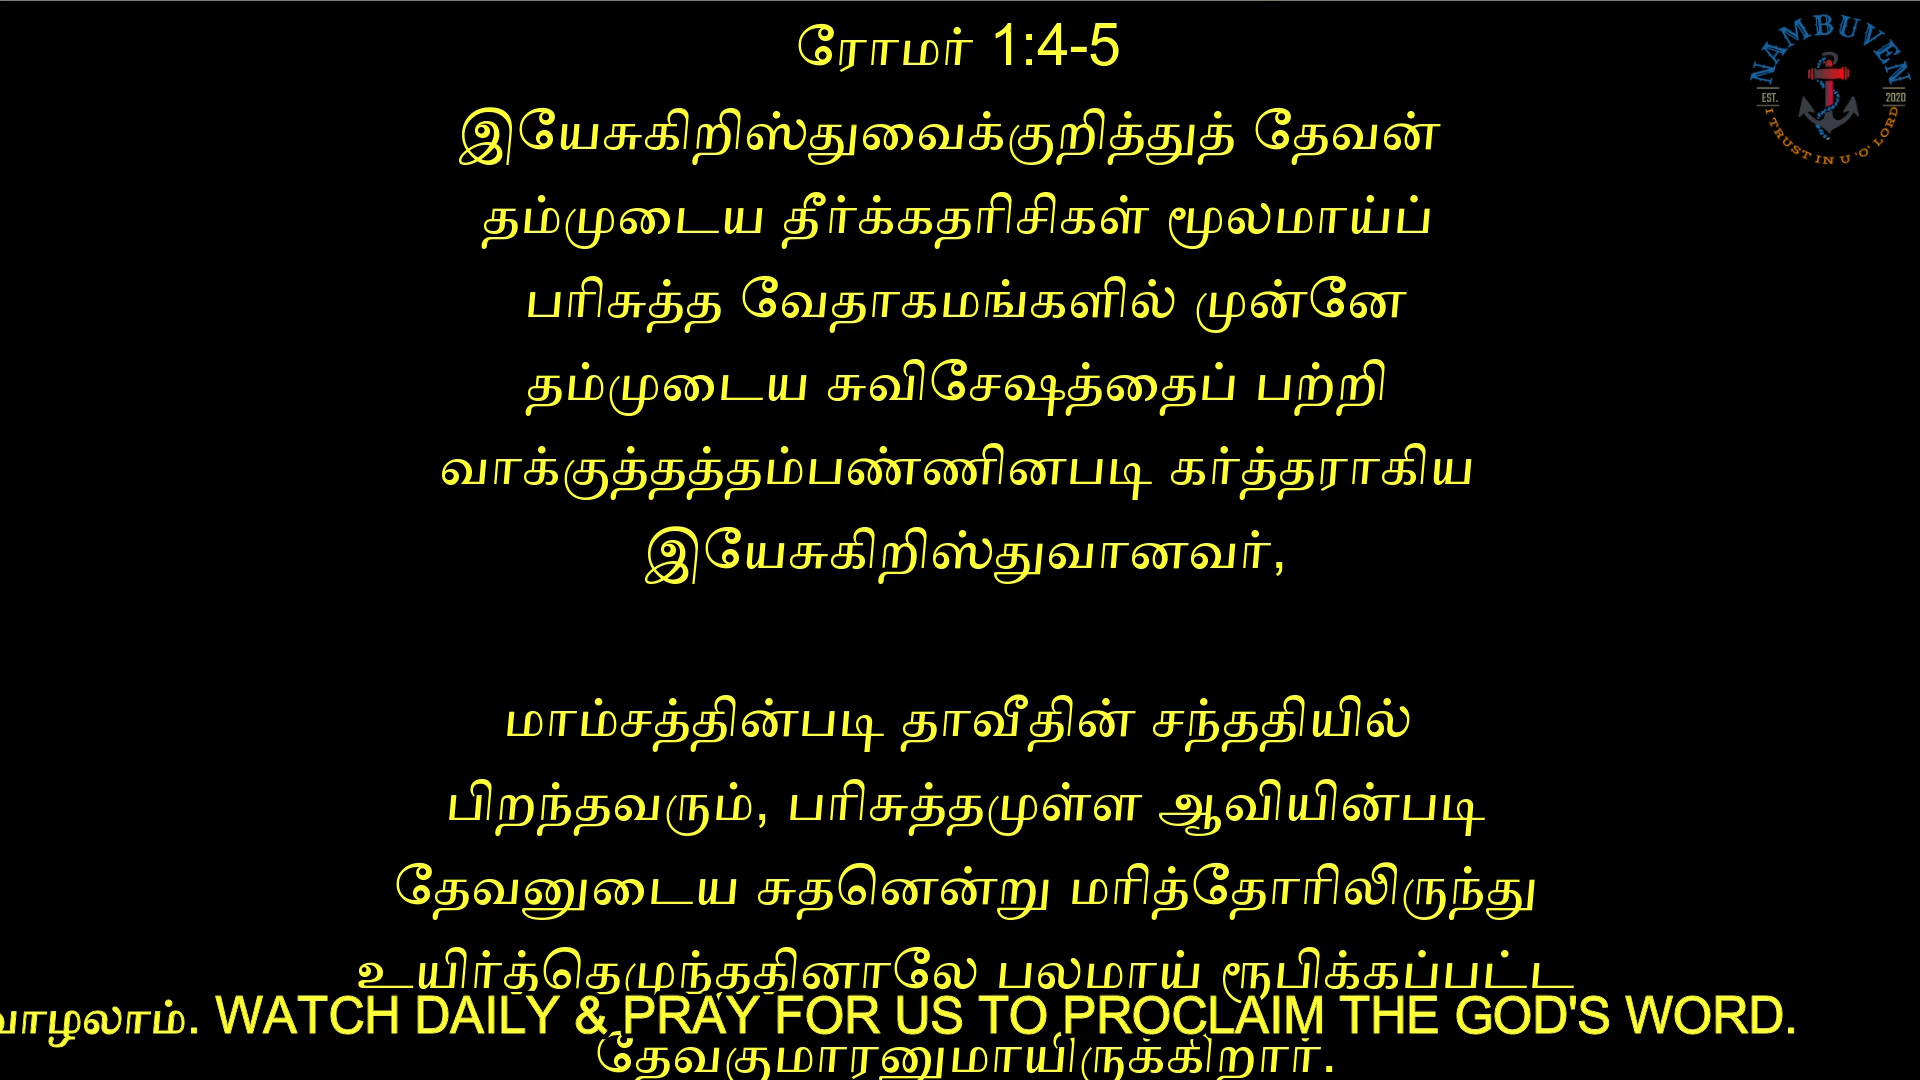 ரோமர் 1:4-5
NAMBUVEN
EST. 2020
I TRUST IN U 'O' LORD
இயேசுகிறிஸ்துவைக்குறித்துத் தேவன்
தம்முடைய தீர்க்கதரிசிகள் மூலமாய்ப்
பரிசுத்த வேதாகமங்களில் முன்னே
தம்முடைய சுவிசேஷத்தைப் பற்றி
வாக்குத்தத்தம்பண்ணினபடி கர்த்தராகிய
இயேசுகிறிஸ்துவானவர்,
மாம்சத்தின்படி தாவீதின் சந்ததியில்
பிறந்தவரும், பரிசுத்தமுள்ள ஆவியின்படி
தேவனுடைய சுதனென்று மரித்தோரிலிருந்து
உயிர்த்தெழுந்ததினாலே பலமாய் ரூபிக்கப்பட்ட
வாழலாம். WATCH DAILY & PRAY FOR US TO PROCLAIM THE GOD'S WORD.
தேவகுமாரனுமாயிருக்கிறார்.